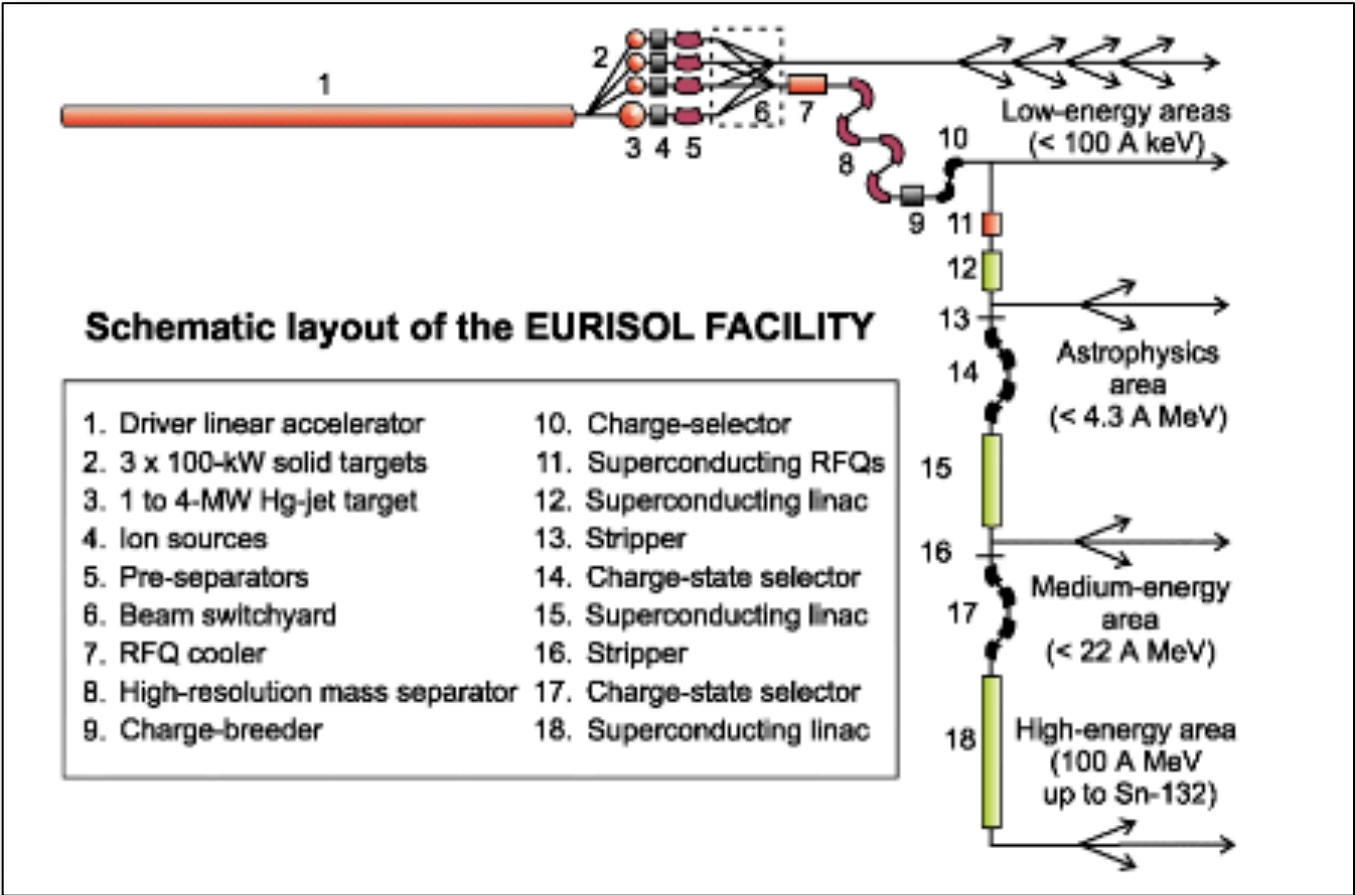 1
2
3 4 5
6
7
8
9
10
Low-energy areas
(< 100 A keV)
11
12
13
14
Astrophysics
area
(< 4.3 A MeV)
15
16
17
Medium-energy
area
(< 22 A MeV)
18
High-energy area
(100 A MeV
up to Sn-132)
Schematic layout of the EURISOL FACILITY
1. Driver linear accelerator
2. 3 x 100-kW solid targets
3. 1 to 4-MW Hg-jet target
4. Ion sources
5. Pre-separators
6. Beam switchyard
7. RFQ cooler
8. High-resolution mass separator
9. Charge-breeder
10. Charge-selector
11. Superconducting RFQs
12. Superconducting linac
13. Stripper
14. Charge-state selector
15. Superconducting linac
16. Stripper
17. Charge-state selector
18. Superconducting linac